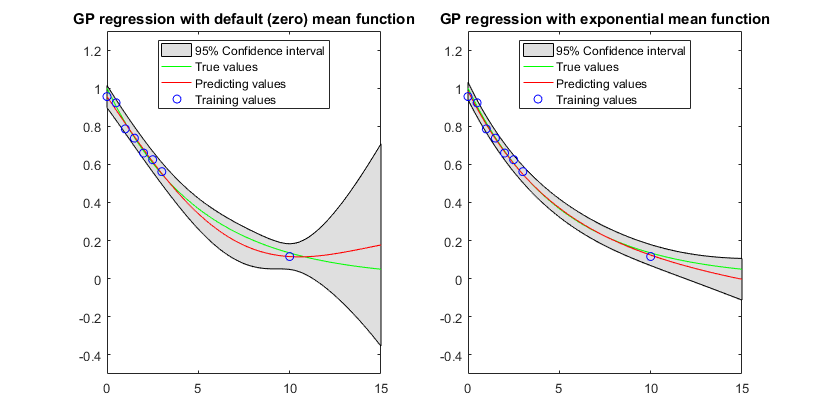 GP regression with default (zero) mean function
95% Confidence interval
True values
Predicting values
Training values
1.2
1
0.8
0.6
0.4
0.2
0
-0.2
-0.4
0
5
10
15
GP regression with exponential mean function
95% Confidence interval
True values
Predicting values
Training values
1.2
1
0.8
0.6
0.4
0.2
0
-0.2
-0.4
0
5
10
15